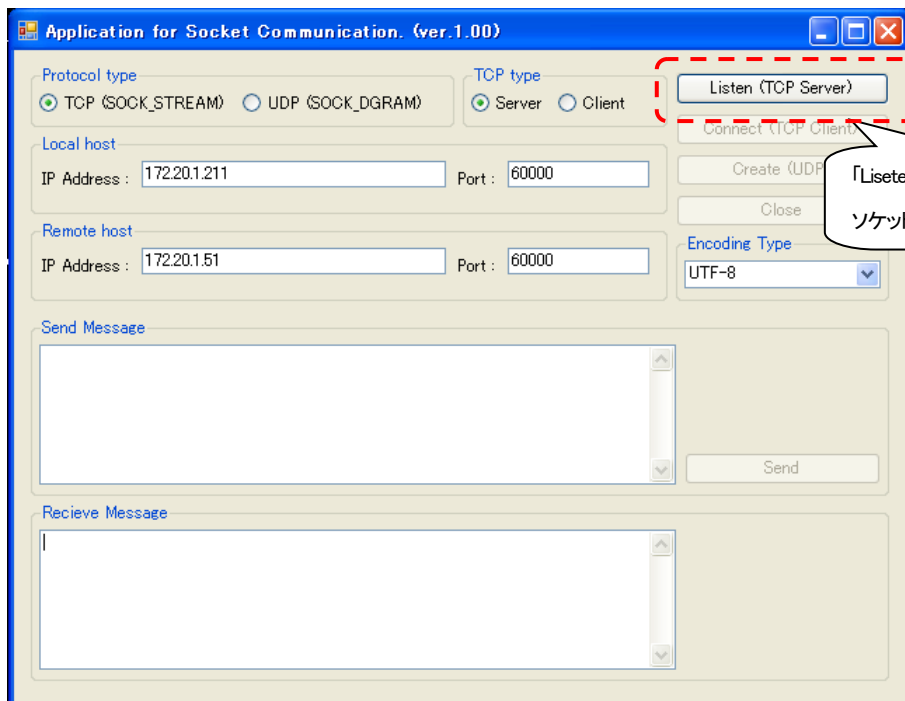 Application for Socket Communication. (ver.1.00)
Protocol type
TCP (SOCK_STREAM) UDP (SOCK_DGRAM)
TCP type
Server Client
Listen (TCP Server)
Connect (TCP Client)
Create (UDP
Close
「Lisete
ソケット
Local host
IP Address : 172.20.1.211 Port : 60000
Remote host
IP Address : 172.20.1.51 Port : 60000
Encoding Type
UTF-8
Send Message
Send
Recieve Message